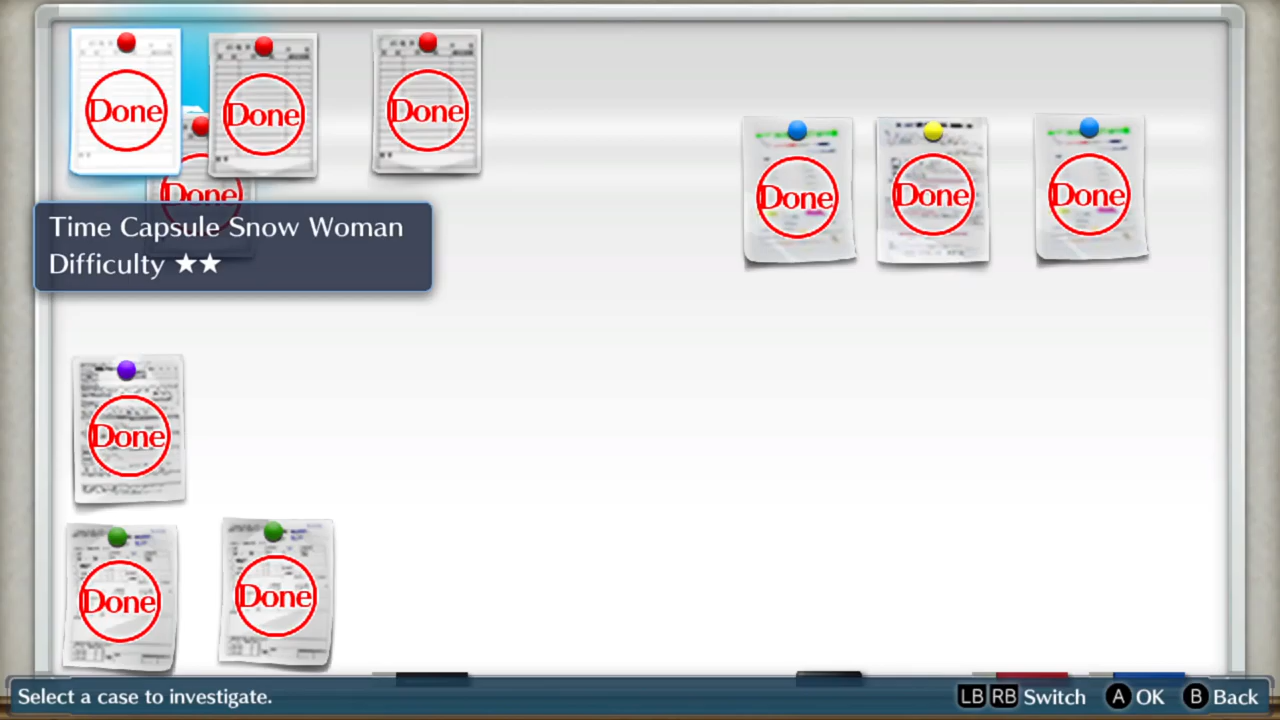 Done
Done
Done
Done
Done
Done
Done
Time Capsule Snow Woman
Difficulty ★★
Done
Done
Done
Select a case to investigate.
LB RB Switch A OK B Back